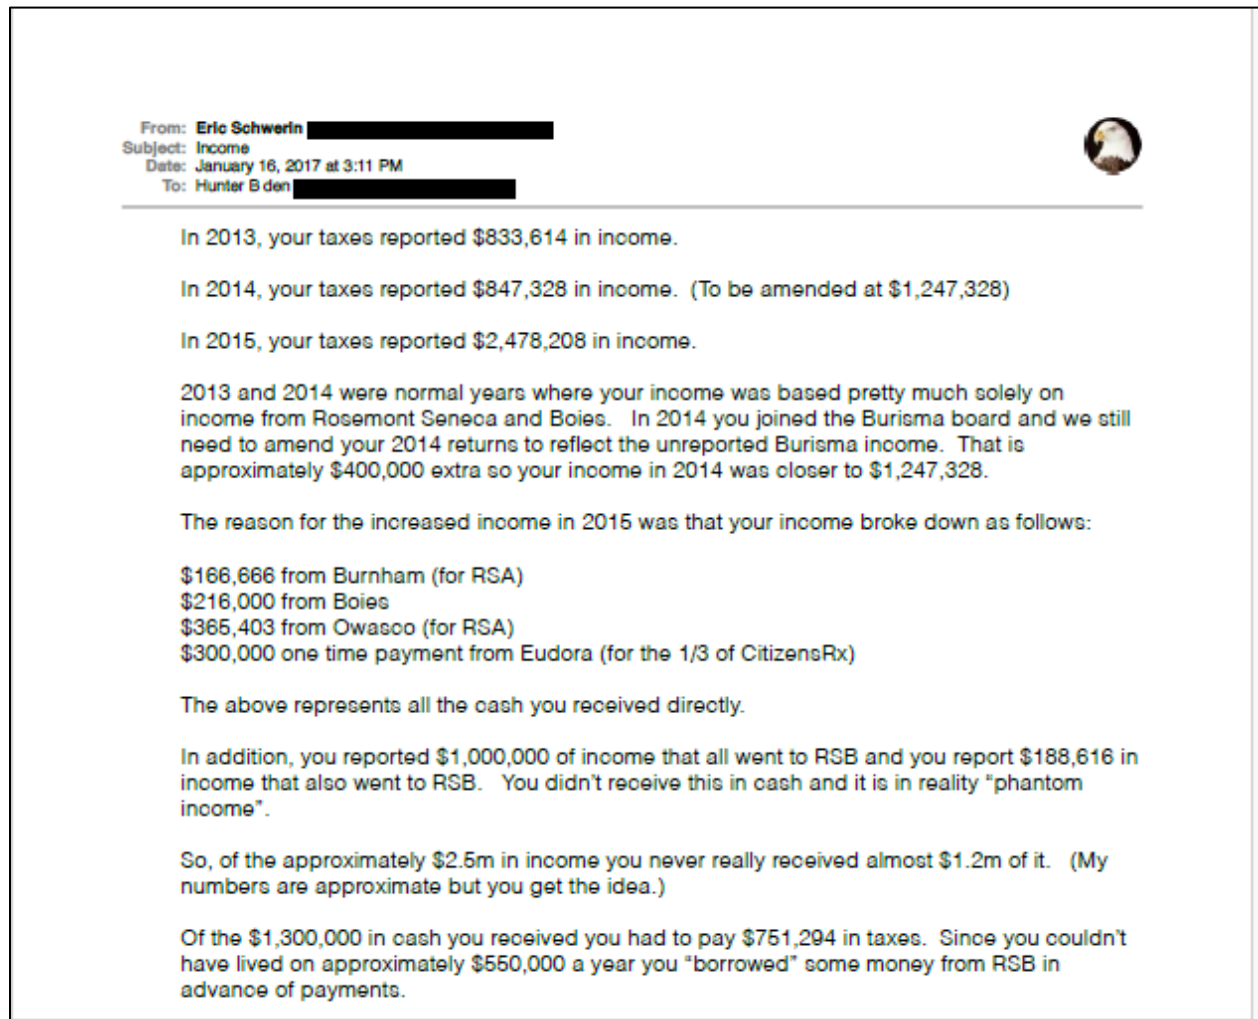 From: Eric Schwerin
Subject: Income
Date: January 16, 2017 at 3:11 PM
To: Hunter B den
In 2013, your taxes reported $833,614 in income.
In 2014, your taxes reported $847,328 in income.  (To be amended at $1,247,328)
In 2015, your taxes reported $2,478,208 in income.
2013 and 2014 were normal years where your income was based pretty much solely on
income from Rosemont Seneca and Boies.   In 2014 you joined the Burisma board and we still
need to amend your 2014 returns to reflect the unreported Burisma income.  That is
approximately $400,000 extra so your income in 2014 was closer to $1,247,328.
The reason for the increased income in 2015 was that your income broke down as follows:
$166,666 from Burnham (for RSA)
$216,000 from Boies
$365,403 from Owasco (for RSA)
$300,000 one time payment from Eudora (for the 1/3 of CitizensRx)
The above represents all the cash you received directly.
In addition, you reported $1,000,000 of income that all went to RSB and you report $188,616 in
income that also went to RSB.   You didn't receive this in cash and it is in reality “phantom
income”.
So, of the approximately $2.5m in income you never really received almost $1.2m of it.   (My
numbers are approximate but you get the idea.)
Of the $1,300,000 in cash you received you had to pay $751,294 in taxes.  Since you couldn't
have lived on approximately $550,000 a year you “borrowed” some money from RSB in
advance of payments.